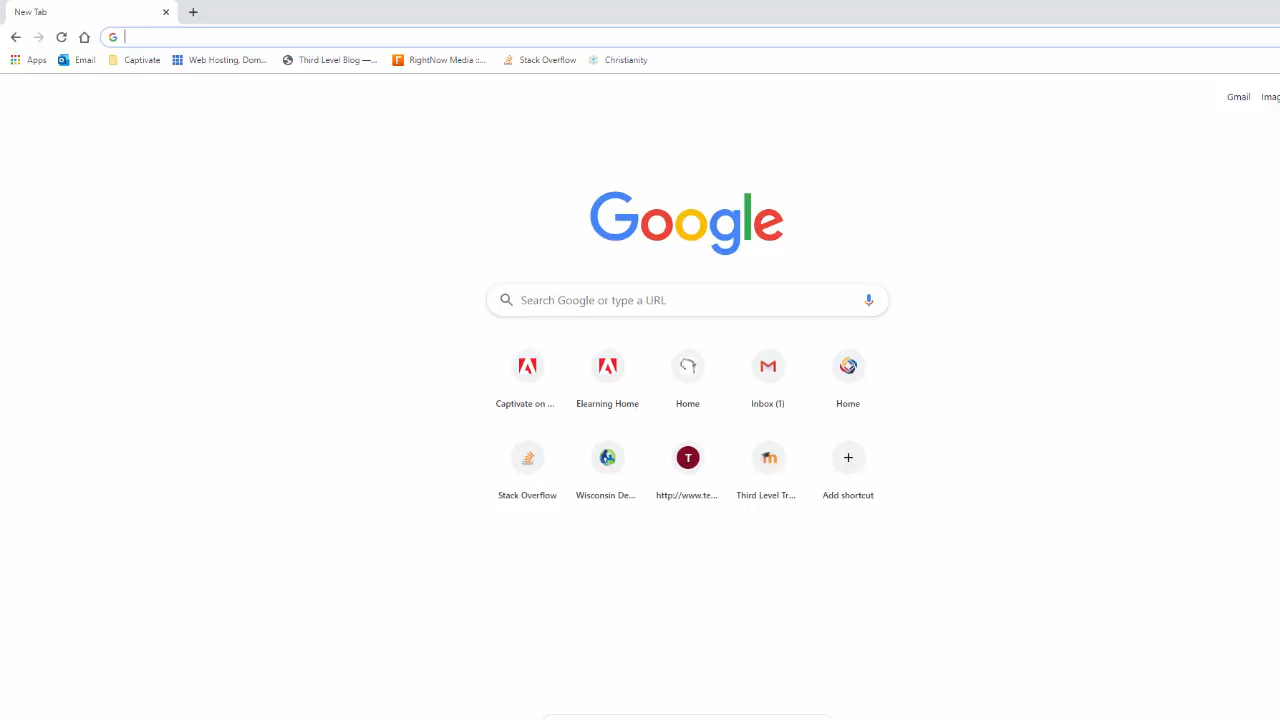 New Tab
Apps Email Captivate Web Hosting, Dom... Third Level Blog —... RightNow Media ::... Stack Overflow Christianity
Gmail Imag
Google
Search Google or type a URL
Captivate on ... Elearning Home Home Inbox (1) Home
T
Stack Overflow Wisconsin De... http://www.te... Third Level Tr... Add shortcut